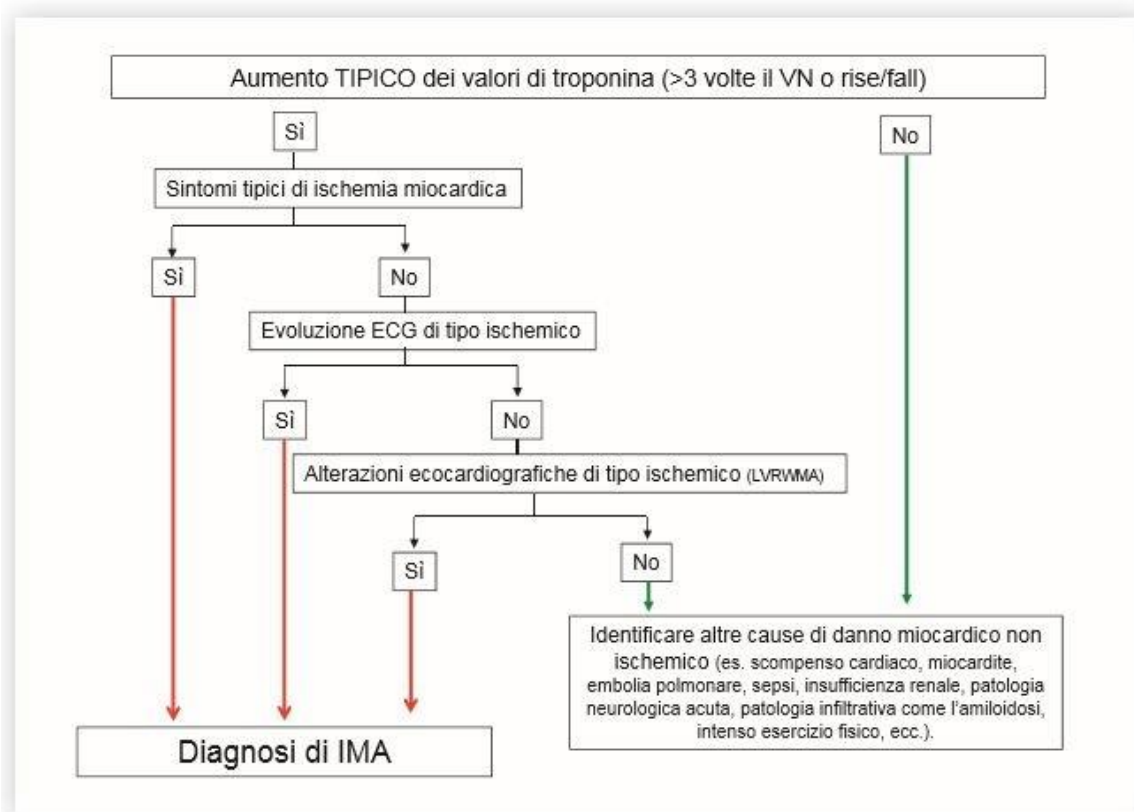 Aumento TIPICO dei valori di troponina (>3 volte il VN o rise/fall)
Sì
No
Sintomi tipici di ischemia miocardica
Sì
No
Evoluzione ECG di tipo ischemico
Sì
No
Alterazioni ecocardiografiche di tipo ischemico (LVRWMA)
Sì
No
Identificare altre cause di danno miocardico non
ischemico (es. scompenso cardiaco, miocardite,
embolia polmonare, sepsi, insufficienza renale, patologia
neurologica acuta, patologia infiltrativa come l'amiloidosi,
intenso esercizio fisico, ecc.).
Diagnosi di IMA